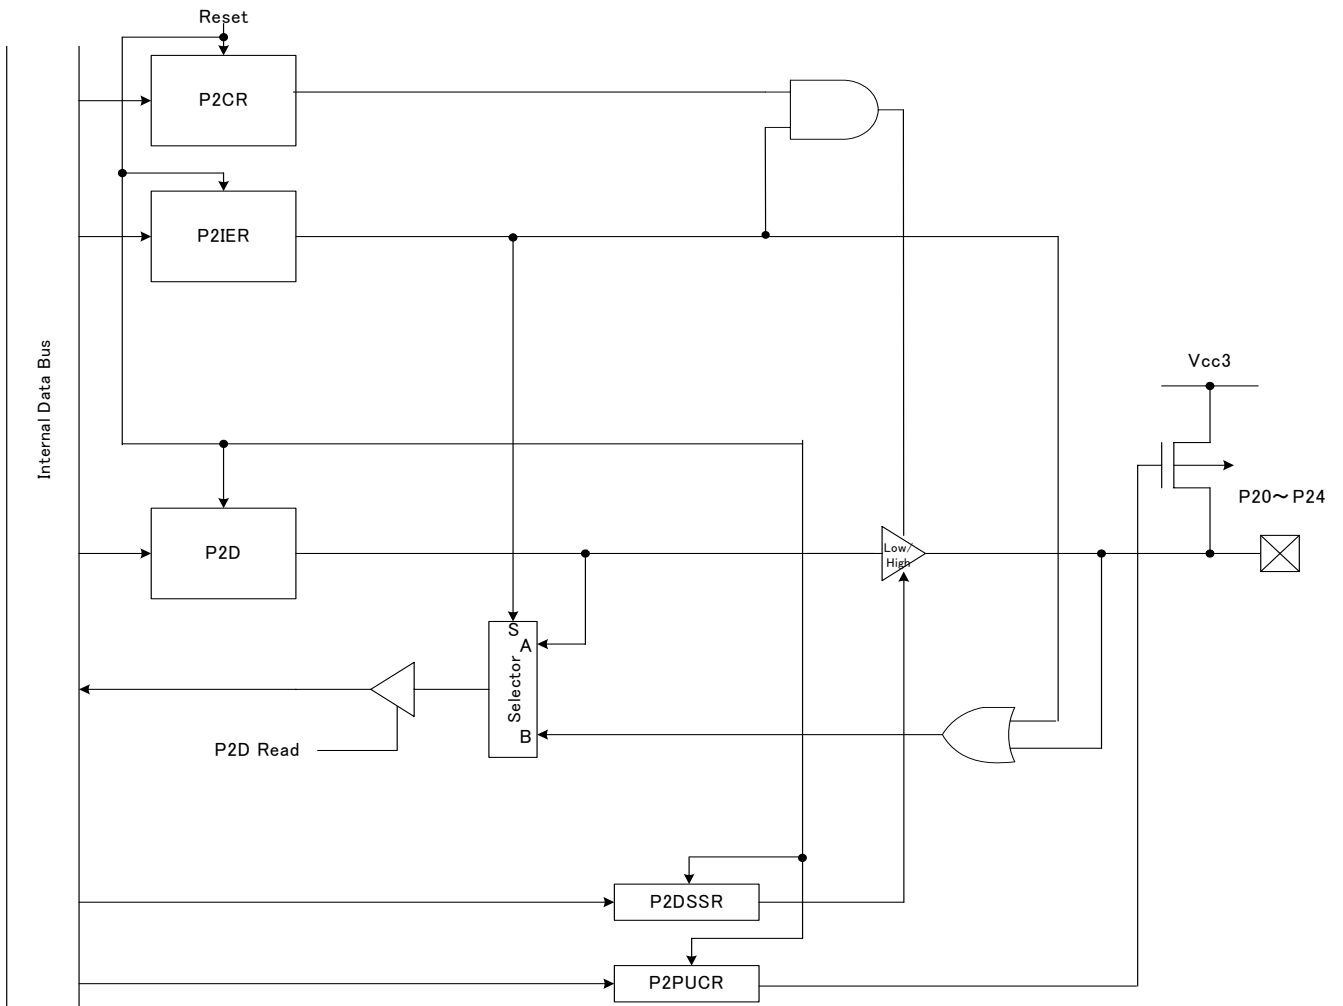 Reset
P2CR
P2IER
Internal Data Bus
Vcc3
P20～P24
P2D
Low/
High
S
A
Selector
B
P2D Read
P2DSSR
P2PUCR